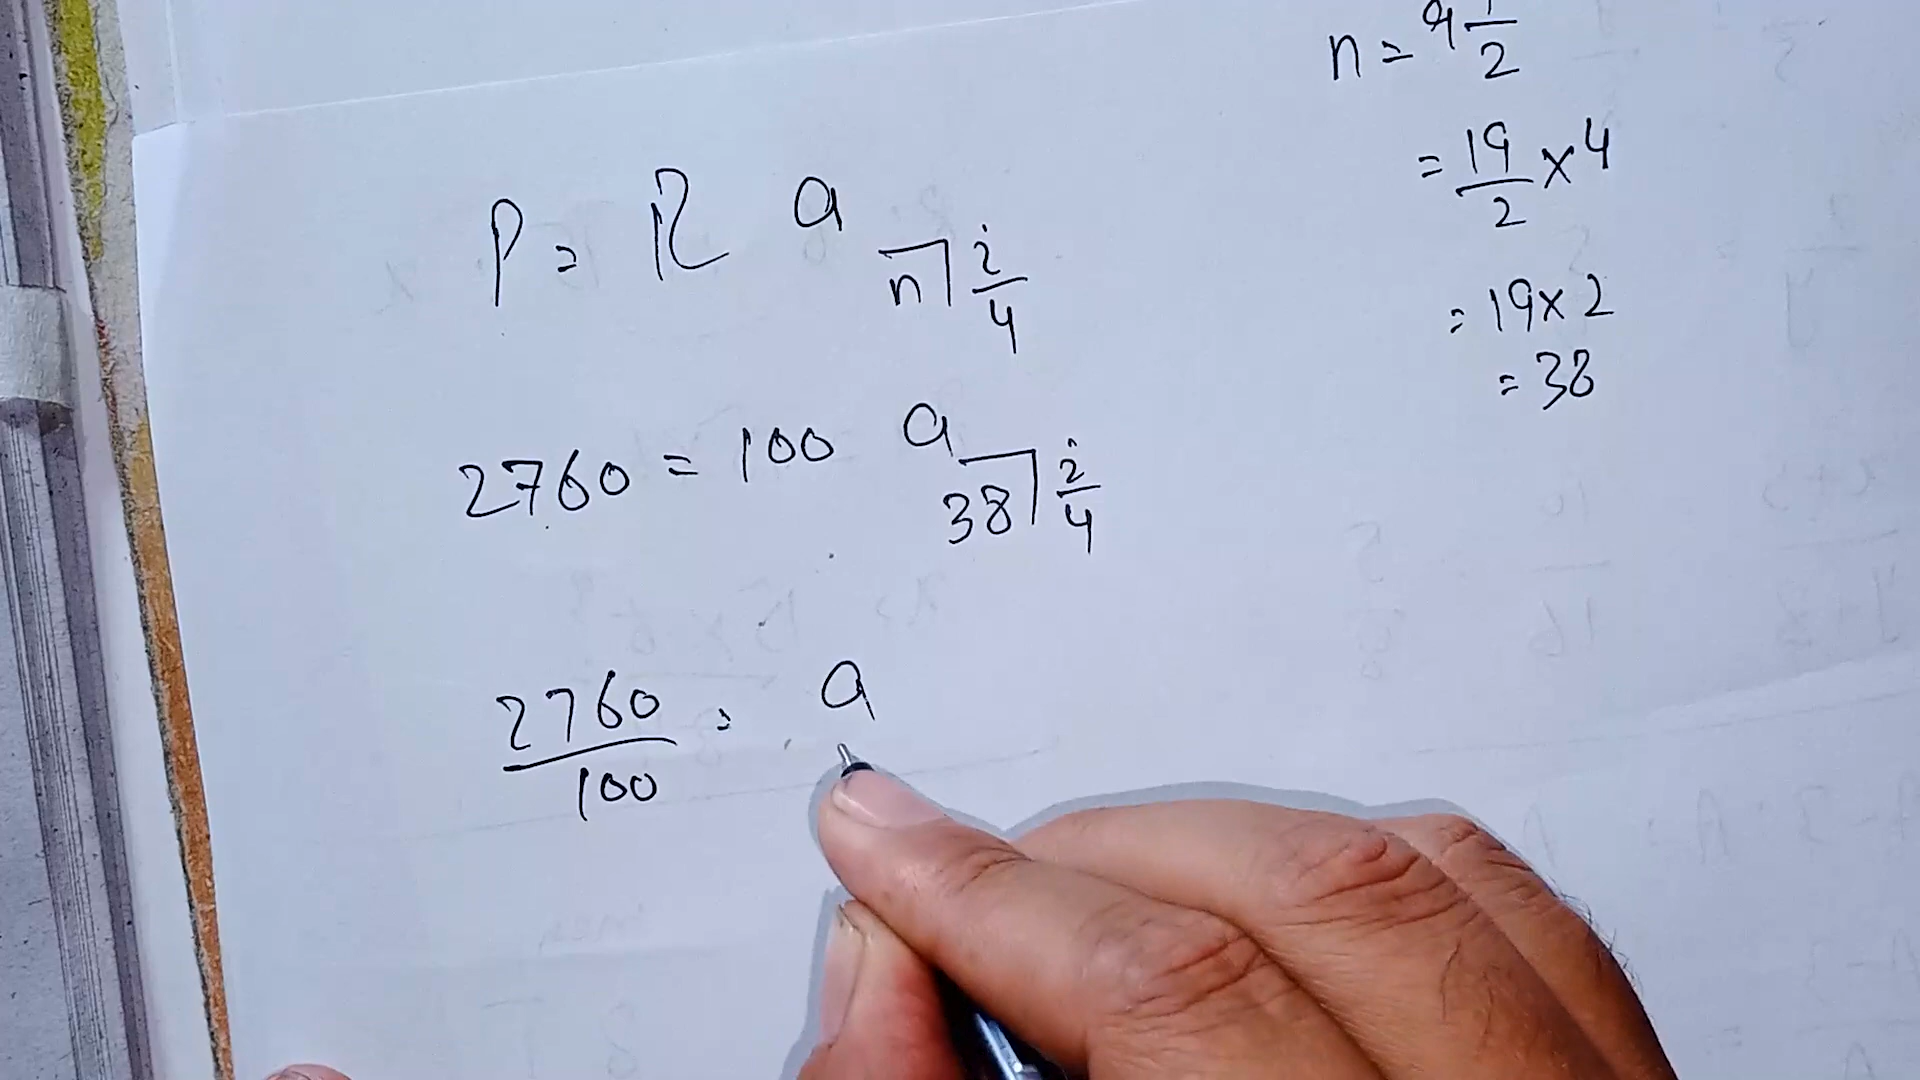 P = R a n⌉ i/4
2760 = 100 a 38⌉ i/4
2760/100 = a
n = 9 1/2
= 19/2 × 4
= 19 × 2
= 38